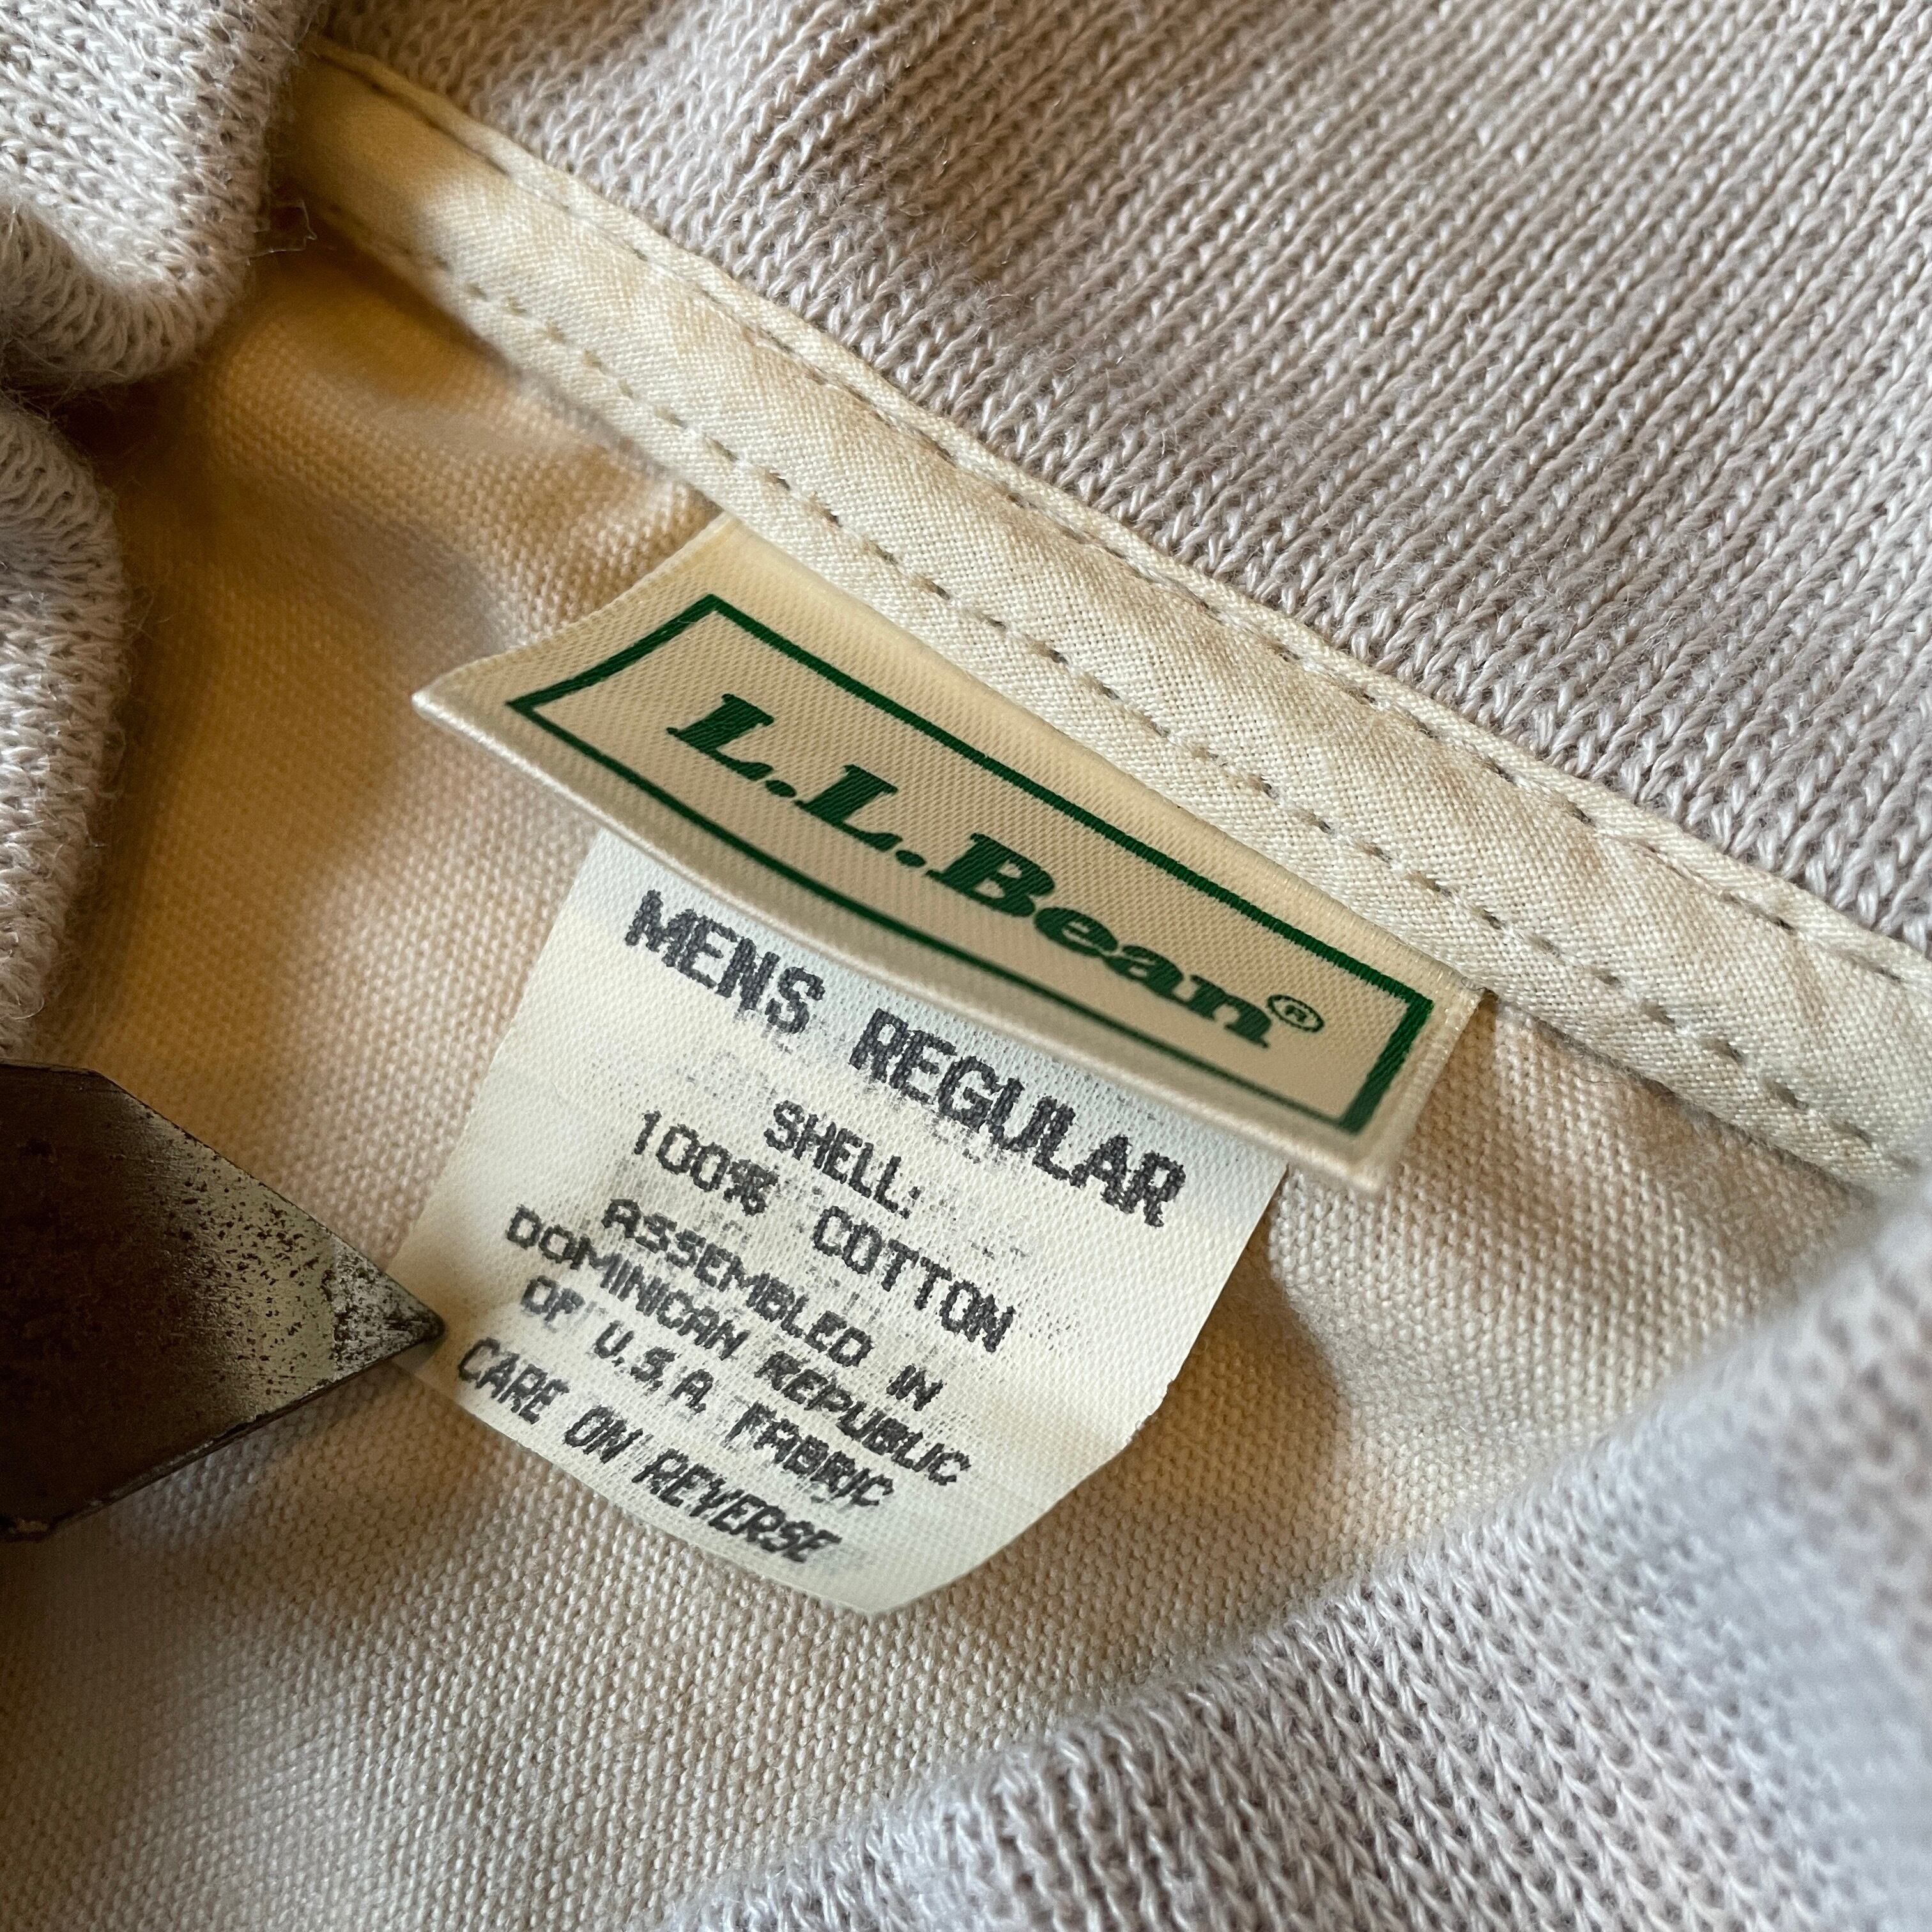 L.L.Bean®
MENS REGULAR
SHELL:
100% COTTON
ASSEMBLED IN
DOMINICAN REPUBLIC
OF U.S.A. FABRIC
CARE ON REVERSE